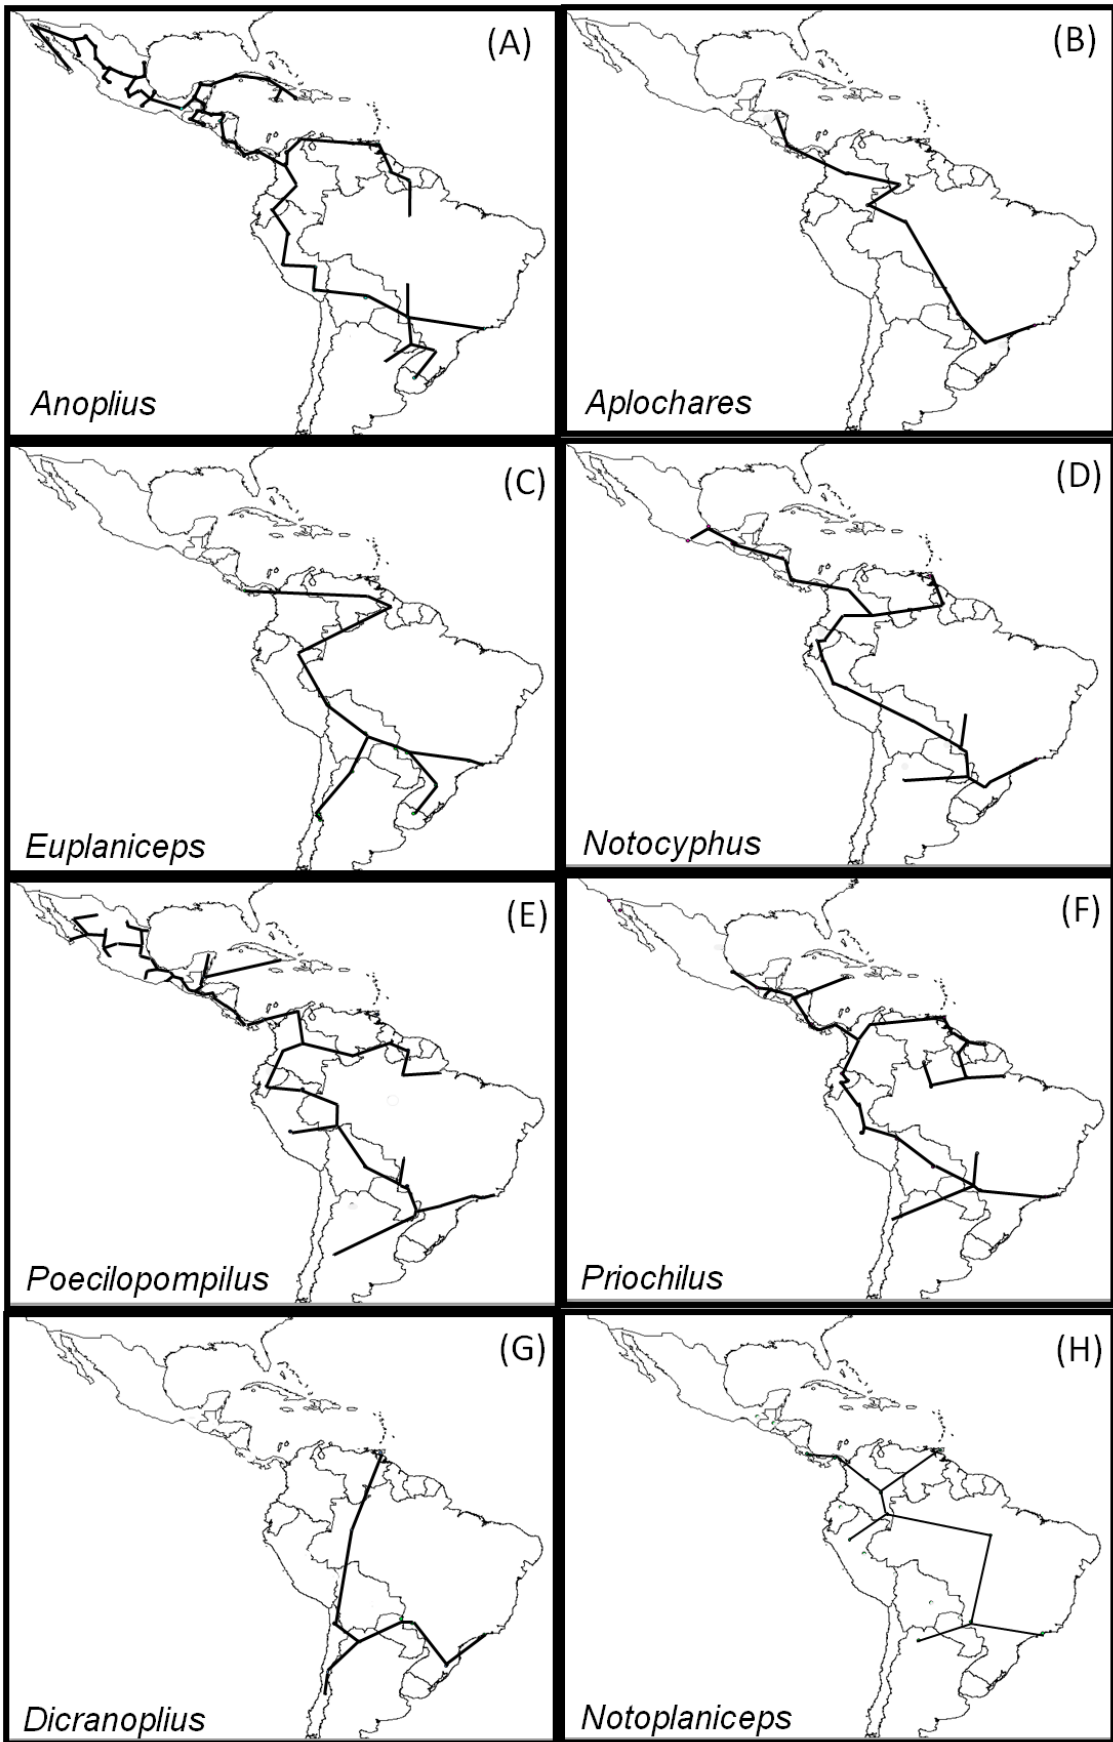 (A)
Anoplius
(B)
Aplochares
(C)
Euplaniceps
(D)
Notocyphus
(E)
Poecilopompilus
(F)
Priochilus
(G)
Dicranoplius
(H)
Notoplaniceps